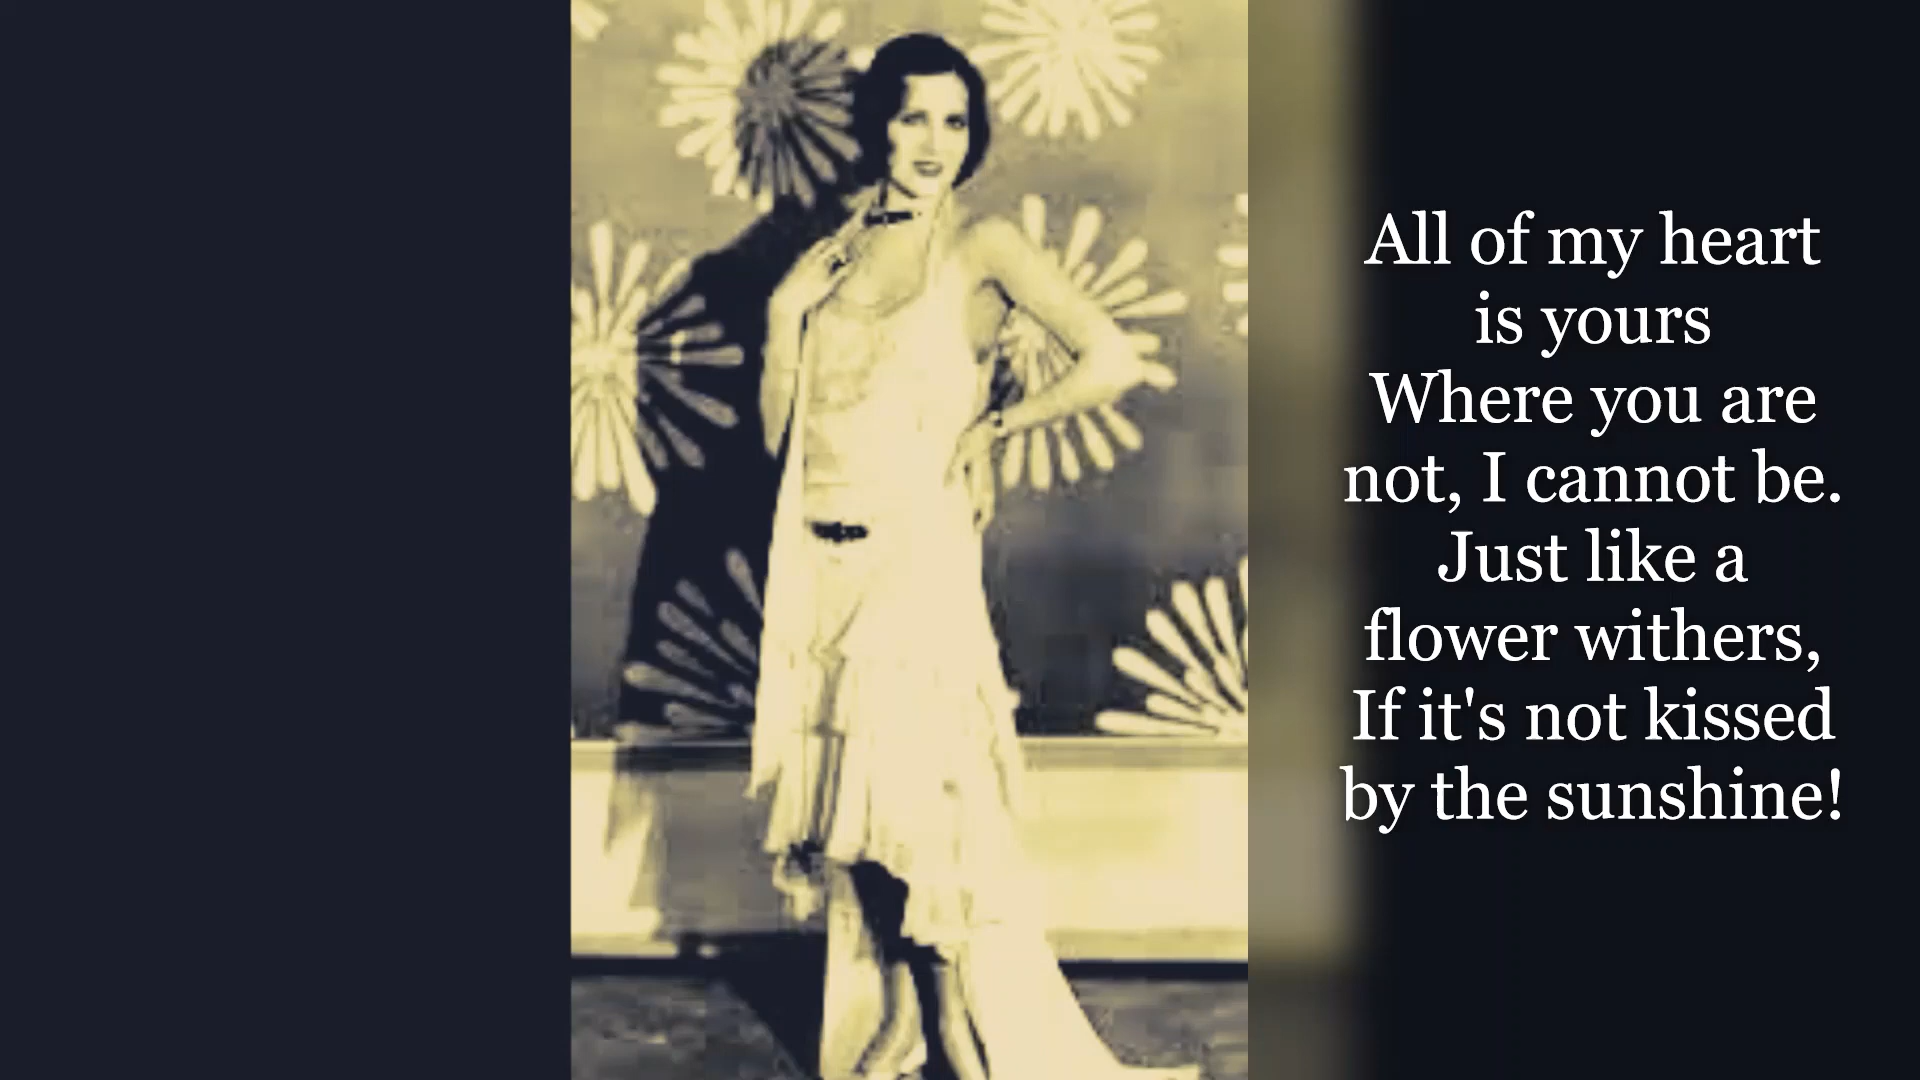 All of my heart
is yours
Where you are
not, I cannot be.
Just like a
flower withers,
If it's not kissed
by the sunshine!